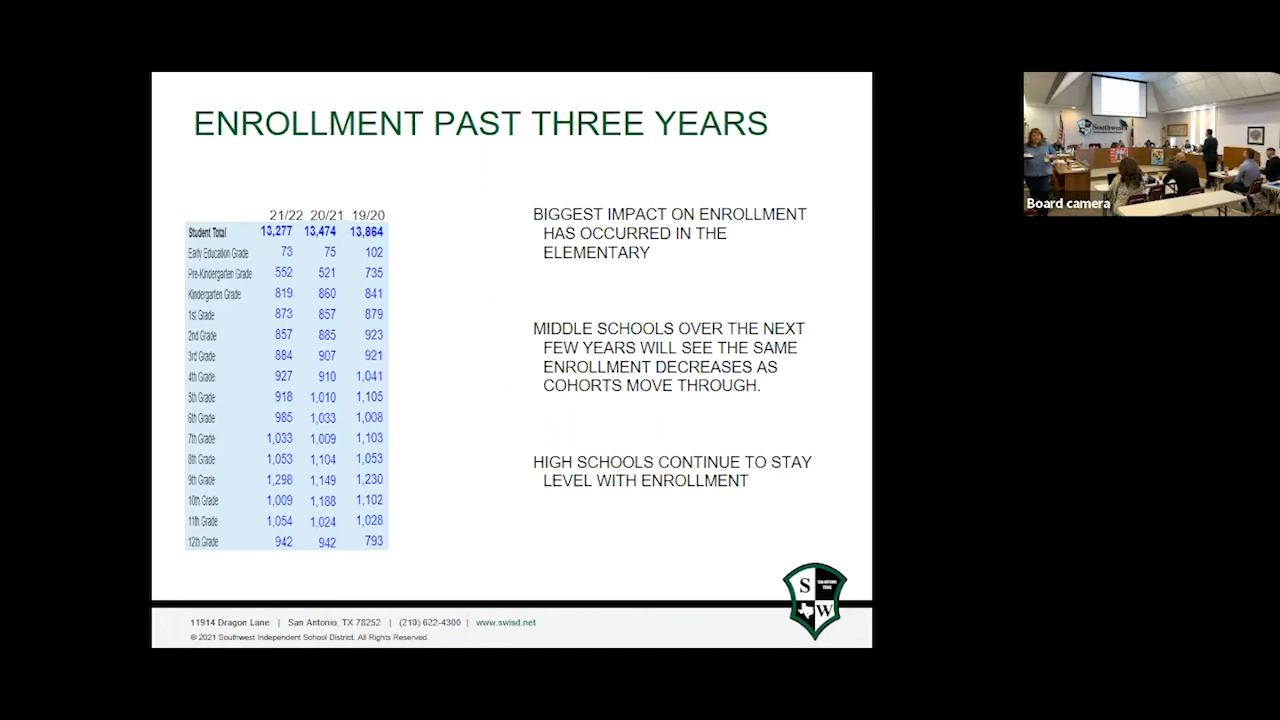 ENROLLMENT PAST THREE YEARS
21/22 20/21 19/20
Student Total 13,277 13,474 13,864
Early Education Grade 73 75 102
Pre-Kindergarten Grade 552 521 735
Kindergarten Grade 819 860 841
1st Grade 873 857 879
2nd Grade 857 885 923
3rd Grade 884 907 921
4th Grade 927 910 1,041
5th Grade 918 1,010 1,105
6th Grade 985 1,033 1,008
7th Grade 1,033 1,009 1,103
8th Grade 1,053 1,104 1,053
9th Grade 1,298 1,149 1,230
10th Grade 1,009 1,188 1,102
11th Grade 1,054 1,024 1,028
12th Grade 942 942 793
BIGGEST IMPACT ON ENROLLMENT
HAS OCCURRED IN THE
ELEMENTARY
MIDDLE SCHOOLS OVER THE NEXT
FEW YEARS WILL SEE THE SAME
ENROLLMENT DECREASES AS
COHORTS MOVE THROUGH.
HIGH SCHOOLS CONTINUE TO STAY
LEVEL WITH ENROLLMENT
S
W
11914 Dragon Lane | San Antonio, TX 78252 | (210) 622-4300 | www.swisd.net
© 2021 Southwest Independent School District. All Rights Reserved.
Southwest
Board camera